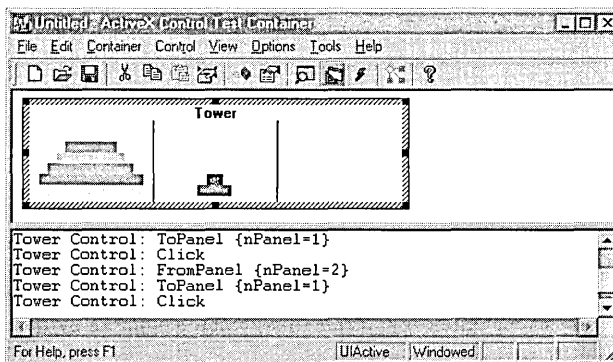 Untitled - ActiveX Control Test Container
File Edit Container Control View Options Tools Help
Tower
Tower Control: ToPanel {nPanel=1}
Tower Control: Click
Tower Control: FromPanel {nPanel=2}
Tower Control: ToPanel {nPanel=1}
Tower Control: Click
For Help, press F1
UIActive
Windowed